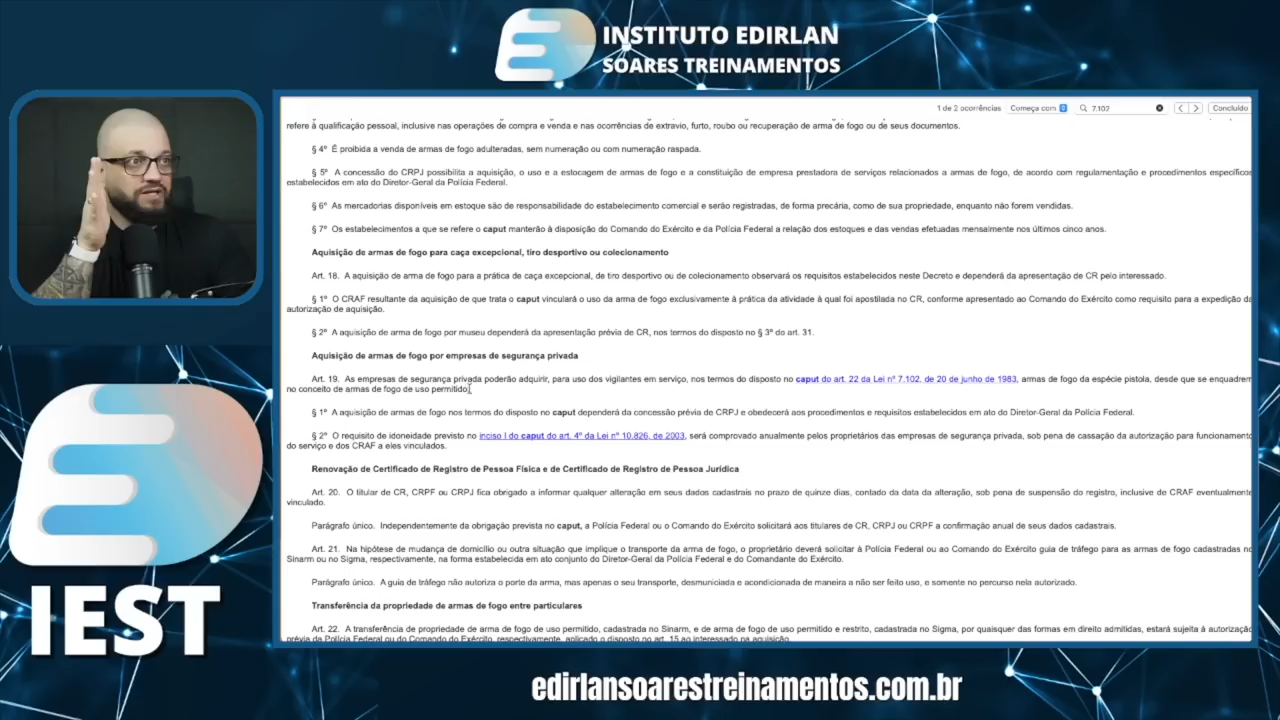 INSTITUTO EDIRLAN
SOARES TREINAMENTOS
1 de 2 ocorrências Começa com 7.102 Concluído
refere à qualificação pessoal, inclusive nas operações de compra e venda e nas ocorrências de extravio, furto, roubo ou recuperação de arma de fogo ou de seus documentos.
§ 4º É proibida a venda de armas de fogo adulteradas, sem numeração ou com numeração raspada.
§ 5º A concessão do CRPJ possibilita a aquisição, o uso e a estocagem de armas de fogo e a constituição de empresa prestadora de serviços relacionados a armas de fogo, de acordo com regulamentação e procedimentos específicos
estabelecidos em ato do Diretor-Geral da Polícia Federal.
§ 6º As mercadorias disponíveis em estoque são de responsabilidade do estabelecimento comercial e serão registradas, de forma precária, como de sua propriedade, enquanto não forem vendidas.
§ 7º Os estabelecimentos a que se refere o caput manterão à disposição do Comando do Exército e da Polícia Federal a relação dos estoques e das vendas efetuadas mensalmente nos últimos cinco anos.
Aquisição de armas de fogo para caça excepcional, tiro desportivo ou colecionamento
Art. 18. A aquisição de arma de fogo para a prática de caça excepcional, de tiro desportivo ou de colecionamento observará os requisitos estabelecidos neste Decreto e dependerá da apresentação de CR pelo interessado.
§ 1º O CRAF resultante da aquisição de que trata o caput vinculará o uso da arma de fogo exclusivamente à prática da atividade à qual foi apostilada no CR, conforme apresentado ao Comando do Exército como requisito para a expedição da
autorização de aquisição.
§ 2º A aquisição de arma de fogo por museu dependerá da apresentação prévia de CR, nos termos do disposto no § 3º do art. 31.
Aquisição de armas de fogo por empresas de segurança privada
Art. 19. As empresas de segurança privada poderão adquirir, para uso dos vigilantes em serviço, nos termos do disposto no caput do art. 22 da Lei nº 7.102, de 20 de junho de 1983, armas de fogo da espécie pistola, desde que se enquadrem
no conceito de armas de fogo de uso permitido.
§ 1º A aquisição de armas de fogo nos termos do disposto no caput dependerá da concessão prévia de CRPJ e obedecerá aos procedimentos e requisitos estabelecidos em ato do Diretor-Geral da Polícia Federal.
§ 2º O requisito de idoneidade previsto no inciso I do caput do art. 4º da Lei nº 10.826, de 2003, será comprovado anualmente pelos proprietários das empresas de segurança privada, sob pena de cassação da autorização para funcionamento
do serviço e dos CRAF a eles vinculados.
Renovação de Certificado de Registro de Pessoa Física e de Certificado de Registro de Pessoa Jurídica
Art. 20. O titular de CR, CRPF ou CRPJ fica obrigado a informar qualquer alteração em seus dados cadastrais no prazo de quinze dias, contado da data da alteração, sob pena de suspensão do registro, inclusive de CRAF eventualmente
vinculado.
Parágrafo único. Independentemente da obrigação prevista no caput, a Polícia Federal ou o Comando do Exército solicitará aos titulares de CR, CRPJ ou CRPF a confirmação anual de seus dados cadastrais.
Art. 21. Na hipótese de mudança de domicílio ou outra situação que implique o transporte da arma de fogo, o proprietário deverá solicitar à Polícia Federal ou ao Comando do Exército guia de tráfego para as armas de fogo cadastradas no
Sinarm ou no Sigma, respectivamente, na forma estabelecida em ato conjunto do Diretor-Geral da Polícia Federal e do Comandante do Exército.
Parágrafo único. A guia de tráfego não autoriza o porte da arma, mas apenas o seu transporte, desmuniciada e acondicionada de maneira a não ser feito uso, e somente no percurso nela autorizado.
Transferência da propriedade de armas de fogo entre particulares
Art. 22. A transferência de propriedade de arma de fogo de uso permitido, cadastrada no Sinarm, e de arma de fogo de uso permitido e restrito, cadastrada no Sigma, por quaisquer das formas em direito admitidas, estará sujeita à autorização
prévia da Polícia Federal ou do Comando do Exército, respectivamente, aplicado o disposto no art. 15 ao interessado na aquisição.
IEST
edirlansoarestreinamentos.com.br